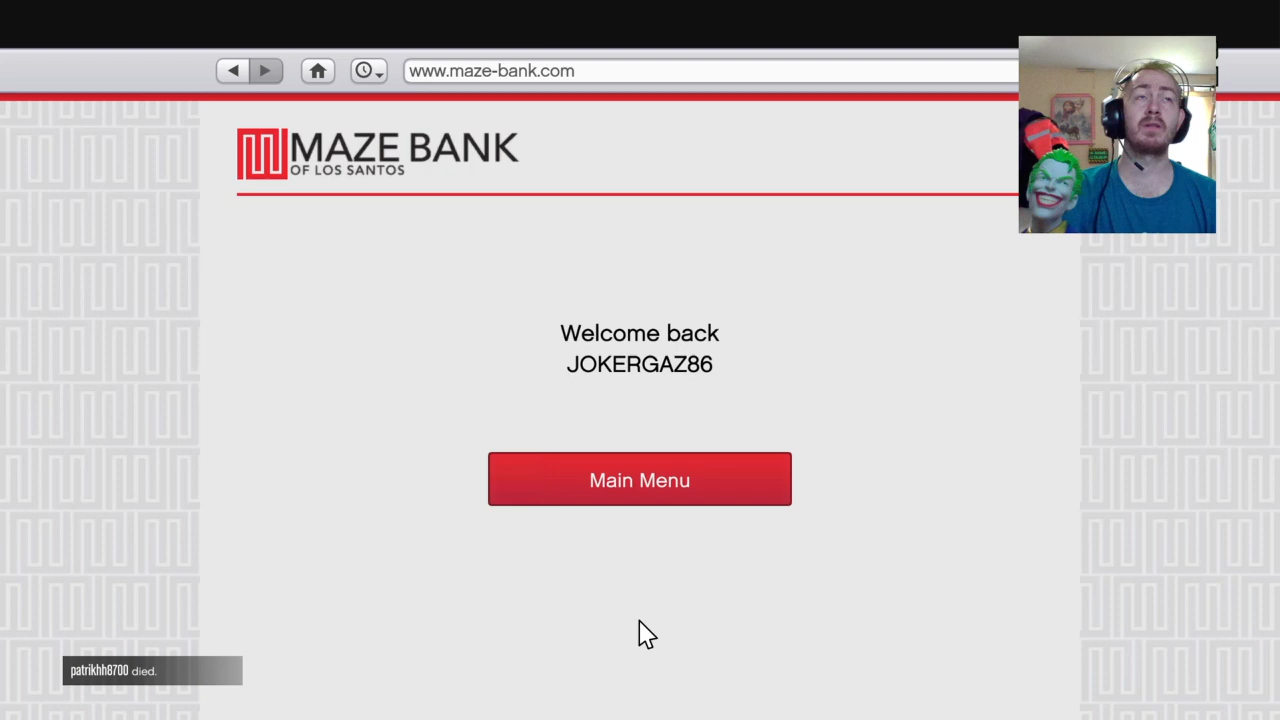 www.maze-bank.com
MAZE BANK
OF LOS SANTOS
Welcome back
JOKERGAZ86
Main Menu
patrikhh8700 died.